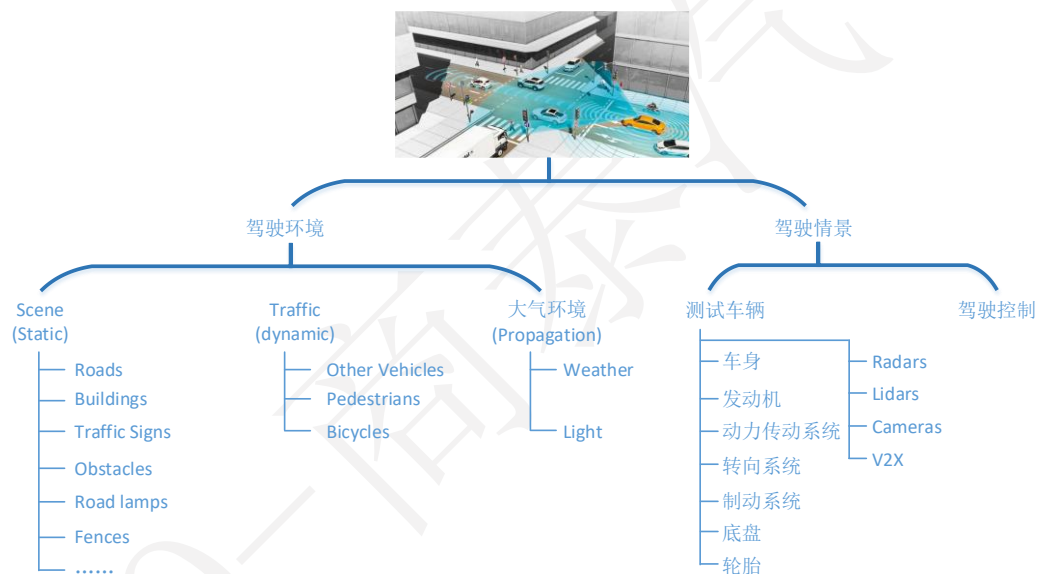 驾驶环境
驾驶情景
Scene
(Static)
Traffic
(dynamic)
大气环境
(Propagation)
测试车辆
驾驶控制
Roads
Buildings
Traffic Signs
Obstacles
Road lamps
Fences
……
Other Vehicles
Pedestrians
Bicycles
Weather
Light
车身
发动机
动力传动系统
转向系统
制动系统
底盘
轮胎
Radars
Lidars
Cameras
V2X